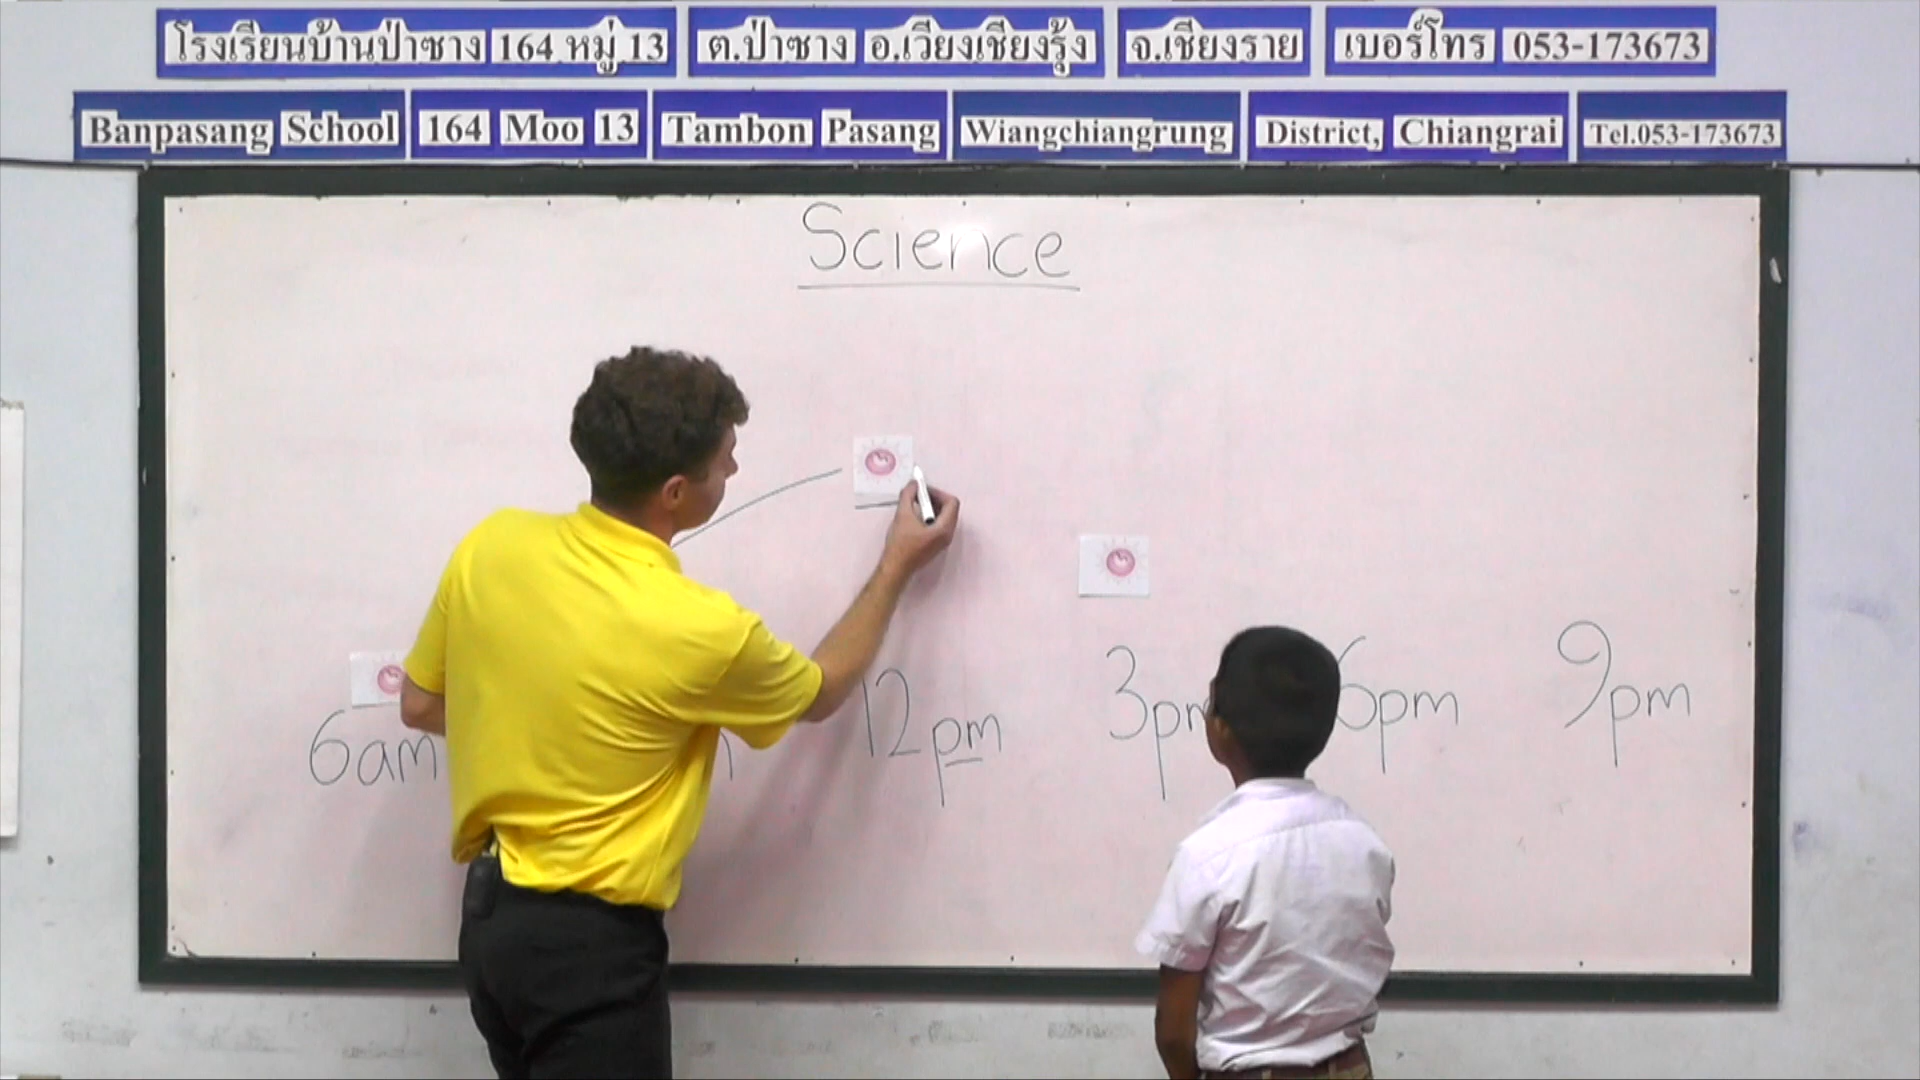 โรงเรียนบ้านป่าซาง 164 หมู่ 13 ต.ป่าซาง อ.เวียงเชียงรุ้ง จ.เชียงราย เบอร์โทร 053-173673
Banpasang School 164 Moo 13 Tambon Pasang Wiangchiangrung District, Chiangrai Tel.053-173673
Science
6am 12pm 3pm 6pm 9pm